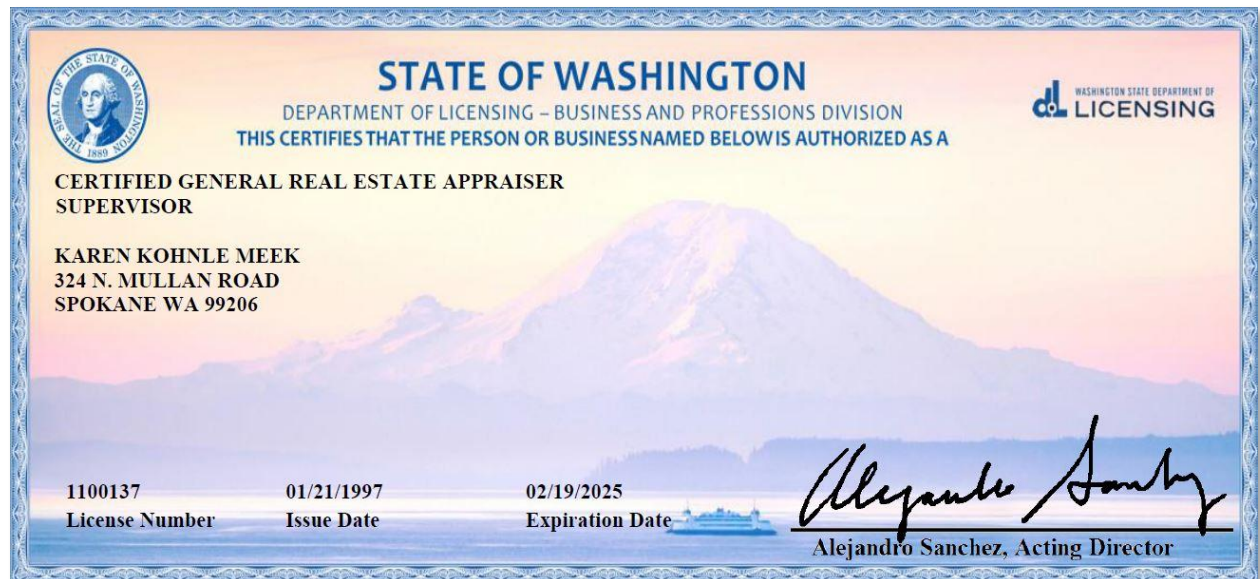 THE SEAL OF THE STATE OF WASHINGTON
1889
STATE OF WASHINGTON
DEPARTMENT OF LICENSING – BUSINESS AND PROFESSIONS DIVISION
THIS CERTIFIES THAT THE PERSON OR BUSINESS NAMED BELOW IS AUTHORIZED AS A
dol WASHINGTON STATE DEPARTMENT OF
LICENSING
CERTIFIED GENERAL REAL ESTATE APPRAISER
SUPERVISOR
KAREN KOHNLE MEEK
324 N. MULLAN ROAD
SPOKANE WA 99206
1100137 01/21/1997 02/19/2025
License Number Issue Date Expiration Date
Alejandro Sanchez
Alejandro Sanchez, Acting Director